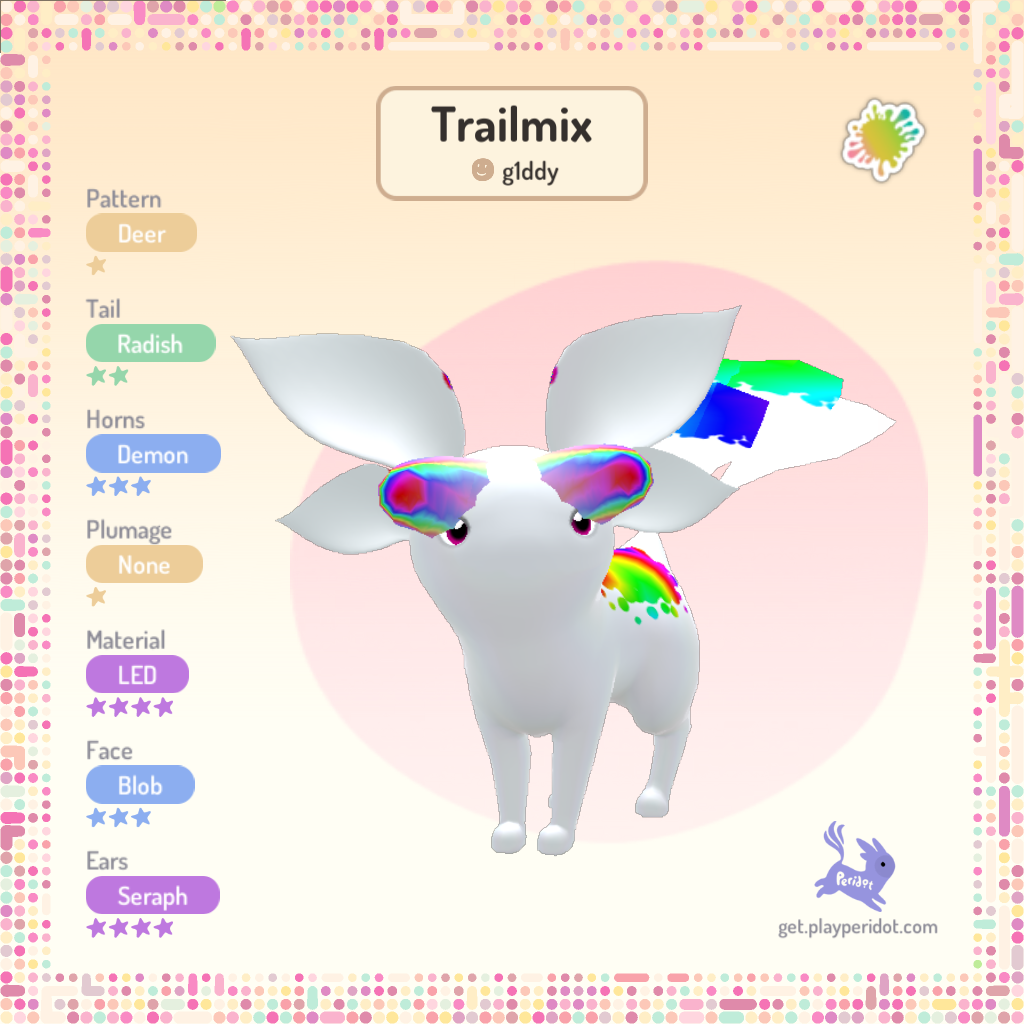 Trailmix
g1ddy
Pattern
Deer
Tail
Radish
Horns
Demon
Plumage
None
Material
LED
Face
Blob
Ears
Seraph
Peridot
get.playperidot.com